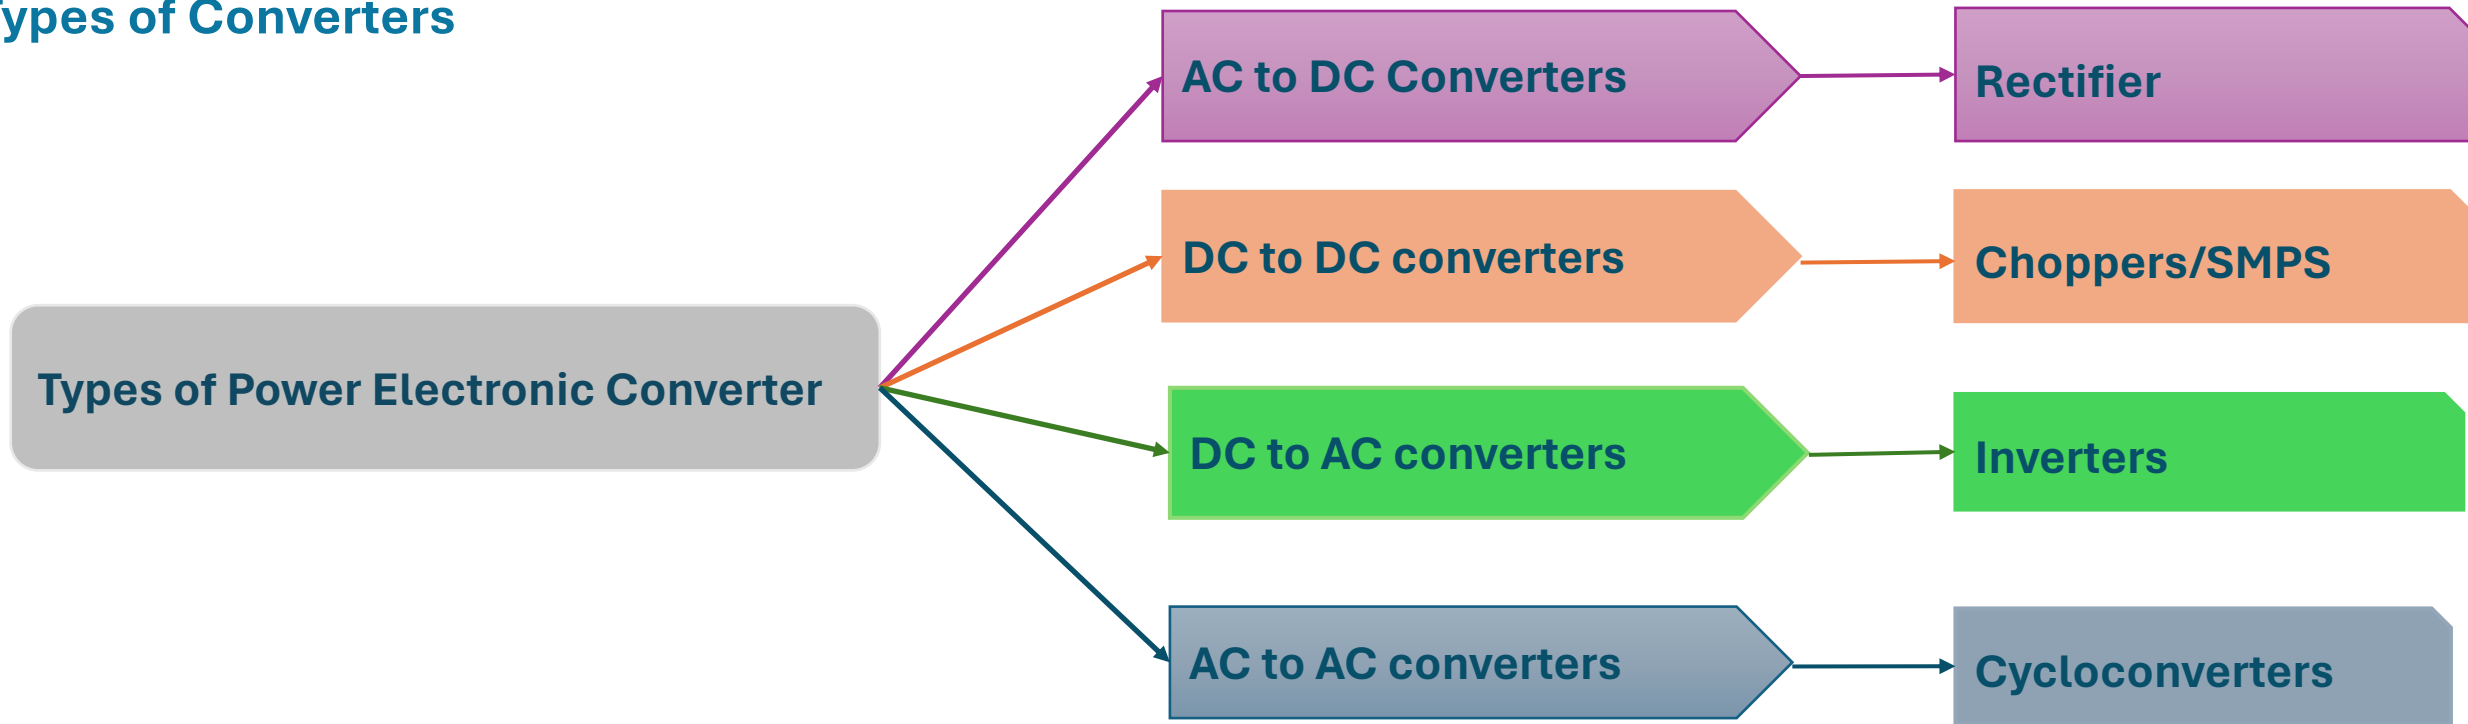 ypes of Converters
AC to DC Converters
Rectifier
DC to DC converters
Choppers/SMPS
Types of Power Electronic Converter
DC to AC converters
Inverters
AC to AC converters
Cycloconverters